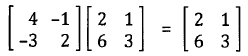 [ 4 -1 ] [ 2 1 ] = [ 2 1 ]
[ -3 2 ] [ 6 3 ]   [ 6 3 ]